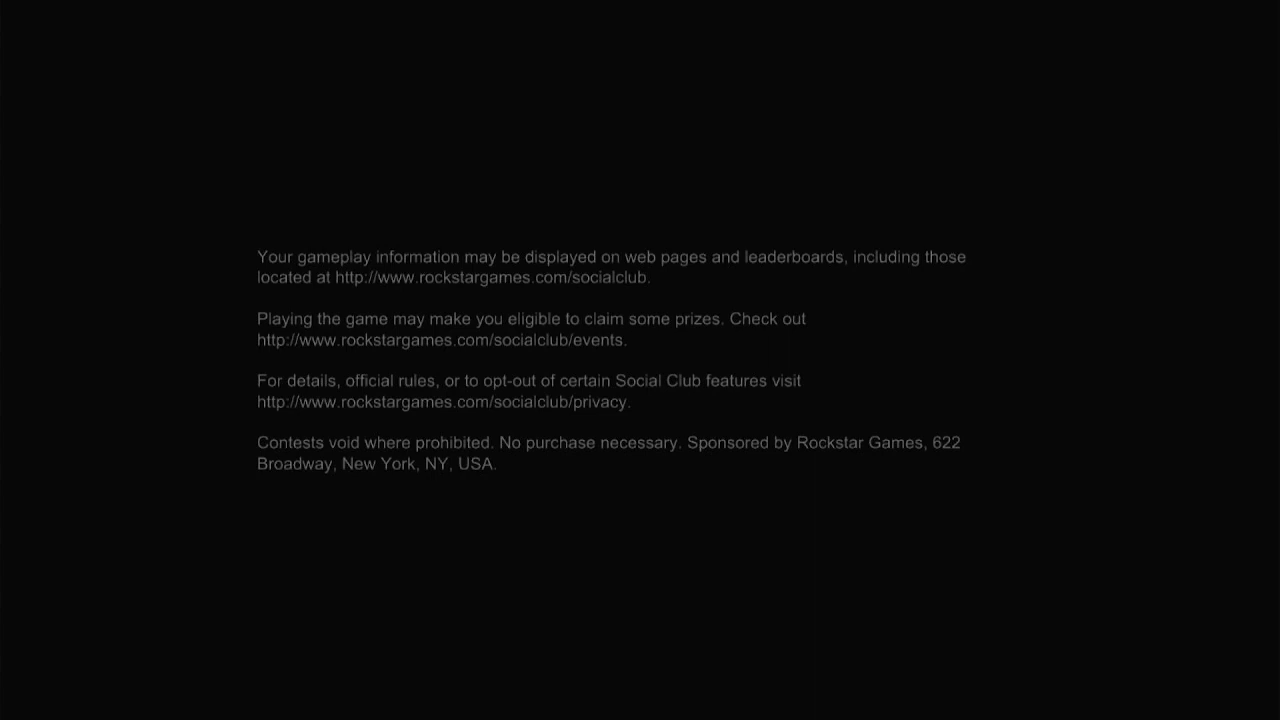 Your gameplay information may be displayed on web pages and leaderboards, including those
located at http://www.rockstargames.com/socialclub.
Playing the game may make you eligible to claim some prizes. Check out
http://www.rockstargames.com/socialclub/events.
For details, official rules, or to opt-out of certain Social Club features visit
http://www.rockstargames.com/socialclub/privacy.
Contests void where prohibited. No purchase necessary. Sponsored by Rockstar Games, 622
Broadway, New York, NY, USA.